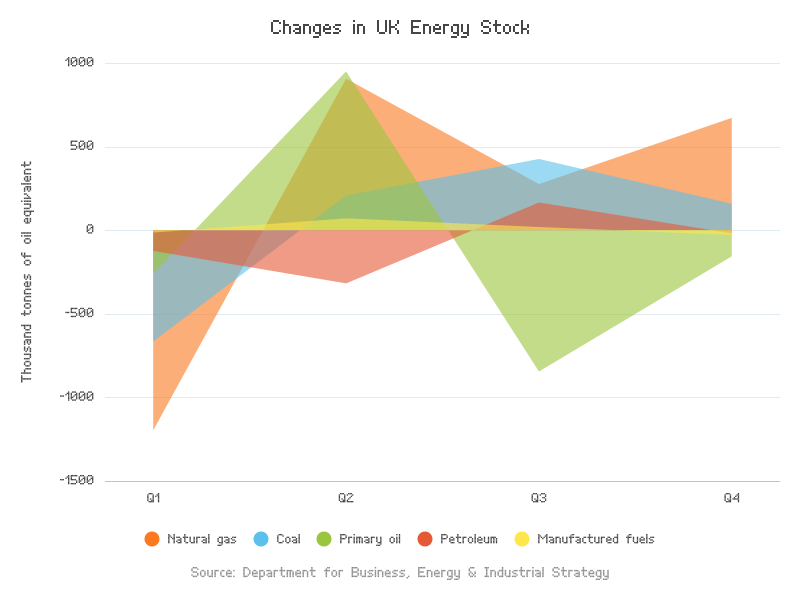 Changes in UK Energy Stock
Thousand tonnes of oil equivalent
1000
500
0
-500
-1000
-1500
Q1 Q2 Q3 Q4
Natural gas Coal Primary oil Petroleum Manufactured fuels
Source: Department for Business, Energy & Industrial Strategy